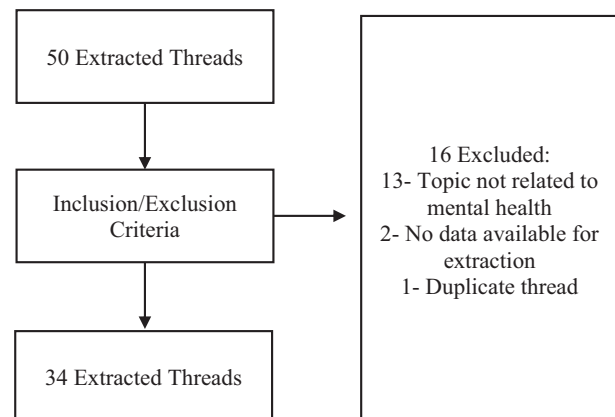 50 Extracted Threads
Inclusion/Exclusion
Criteria
16 Excluded:
13- Topic not related to
mental health
2- No data available for
extraction
1- Duplicate thread
34 Extracted Threads